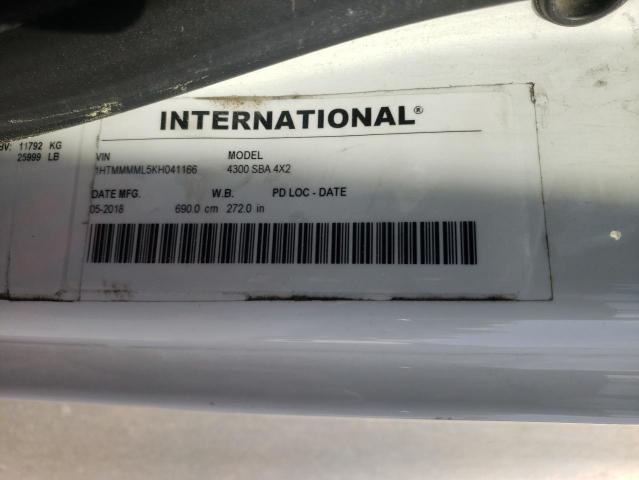 INTERNATIONAL®
11792 KG
25999 LB
VIN MODEL
1HTMMMML5KH041166 4300 SBA 4X2
DATE MFG. W.B. PD LOC - DATE
05-2018 690.0 cm 272.0 in